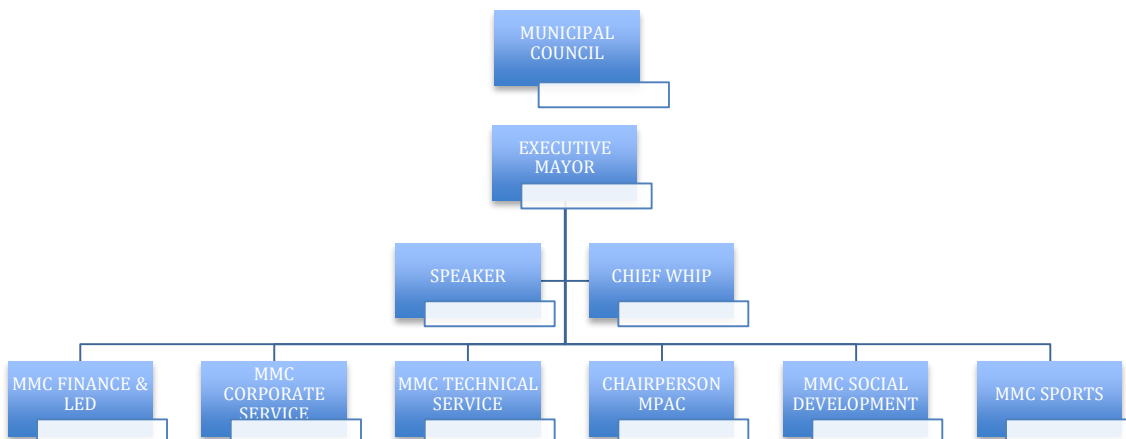 MUNICIPAL
COUNCIL
EXECUTIVE
MAYOR
SPEAKER
CHIEF WHIP
MMC FINANCE &
LED
MMC
CORPORATE
SERVICE
MMC TECHNICAL
SERVICE
CHAIRPERSON
MPAC
MMC SOCIAL
DEVELOPMENT
MMC SPORTS